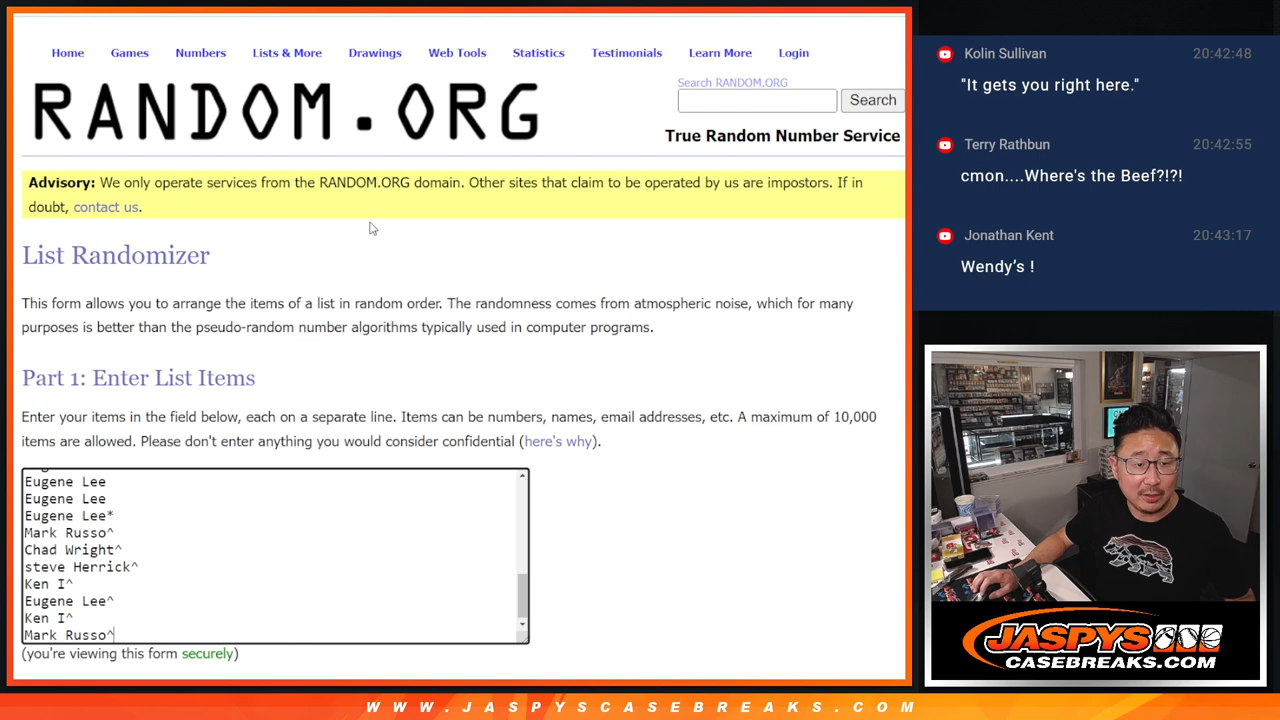 Home Games Numbers Lists & More Drawings Web Tools Statistics Testimonials Learn More Login
RANDOM.ORG
Search RANDOM.ORG
Search
True Random Number Service
Advisory: We only operate services from the RANDOM.ORG domain. Other sites that claim to be operated by us are impostors. If in
doubt, contact us.
List Randomizer
This form allows you to arrange the items of a list in random order. The randomness comes from atmospheric noise, which for many
purposes is better than the pseudo-random number algorithms typically used in computer programs.
Part 1: Enter List Items
Enter your items in the field below, each on a separate line. Items can be numbers, names, email addresses, etc. A maximum of 10,000
items are allowed. Please don't enter anything you would consider confidential (here's why).
Eugene Lee
Eugene Lee
Eugene Lee*
Mark Russo^
Chad Wright^
steve Herrick^
Ken I^
Eugene Lee^
Ken I^
Mark Russo^
(you're viewing this form securely)
Kolin Sullivan 20:42:48
"It gets you right here."
Terry Rathbun 20:42:55
cmon....Where's the Beef?!?!
Jonathan Kent 20:43:17
Wendy’s !
JASPYS
CASEBREAKS.COM
WWW.JASPYSCASEBREAKS.COM